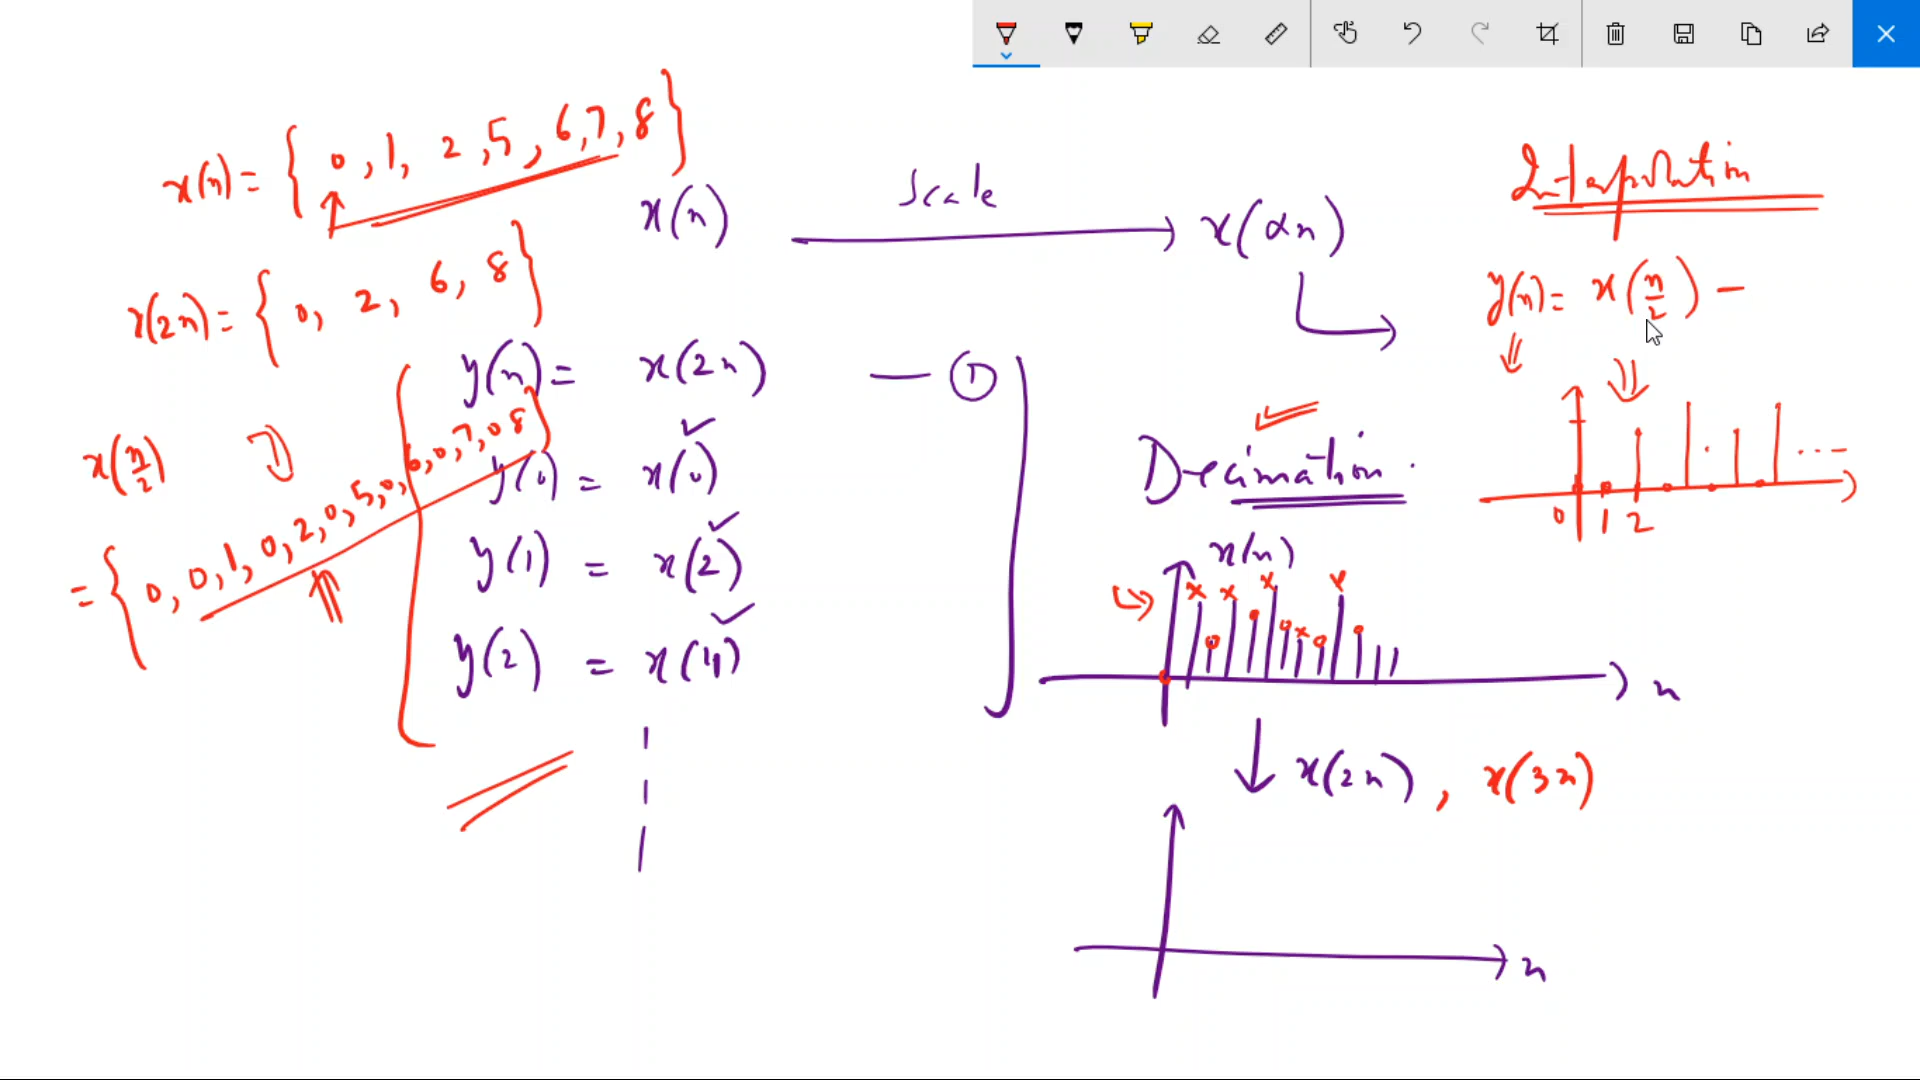 x(n) = { 0, 1, 2, 5, 6, 7, 8 }
x(2n) = { 0, 2, 6, 8 }
x(n/2)
= { 0, 0, 1, 0, 2, 0, 5, 0, 6, 0, 7, 0 8 }
x(n) Scale x(αn)
y(n) = x(2n) — ①
y(0) = x(0)
y(1) = x(2)
y(2) = x(4)
Interpolation
y(n) = x(n/2) –
0 1 2
Decimation.
x(n)
n
x(2n), x(3n)
n